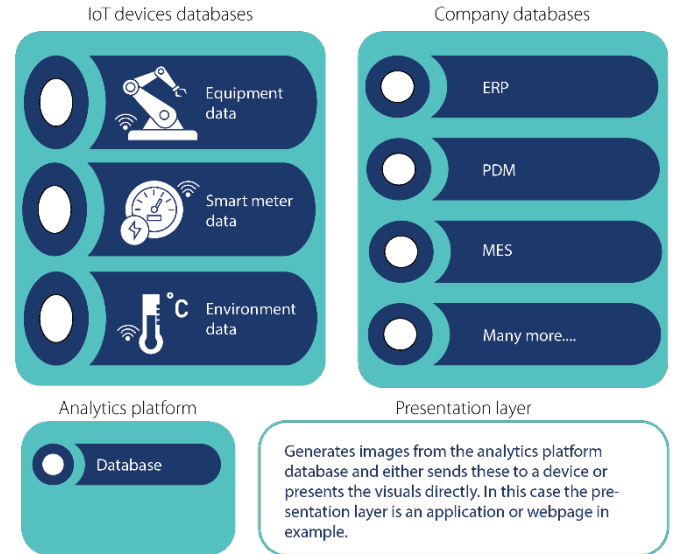 IoT devices databases
Equipment
data
Smart meter
data
°C
Environment
data
Company databases
ERP
PDM
MES
Many more....
Analytics platform
Database
Presentation layer
Generates images from the analytics platform
database and either sends these to a device or
presents the visuals directly. In this case the pre-
sentation layer is an application or webpage in
example.